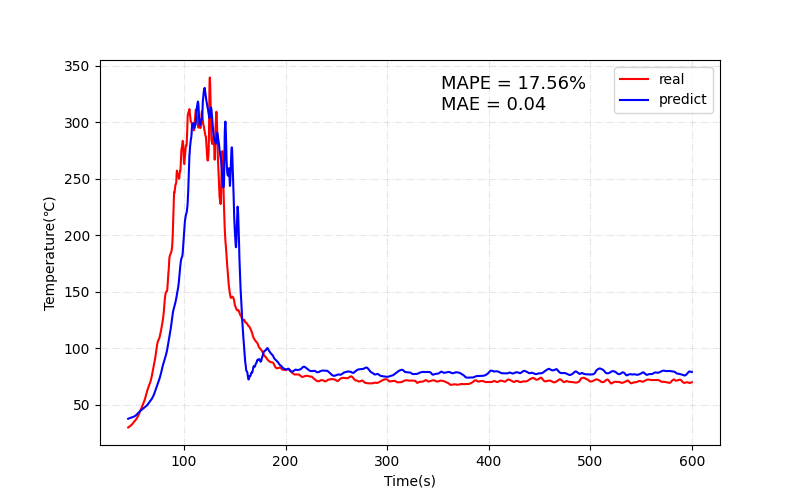 MAPE = 17.56%
MAE = 0.04
real
predict
350
300
250
200
150
100
50
Temperature(℃)
100 200 300 400 500 600
Time(s)